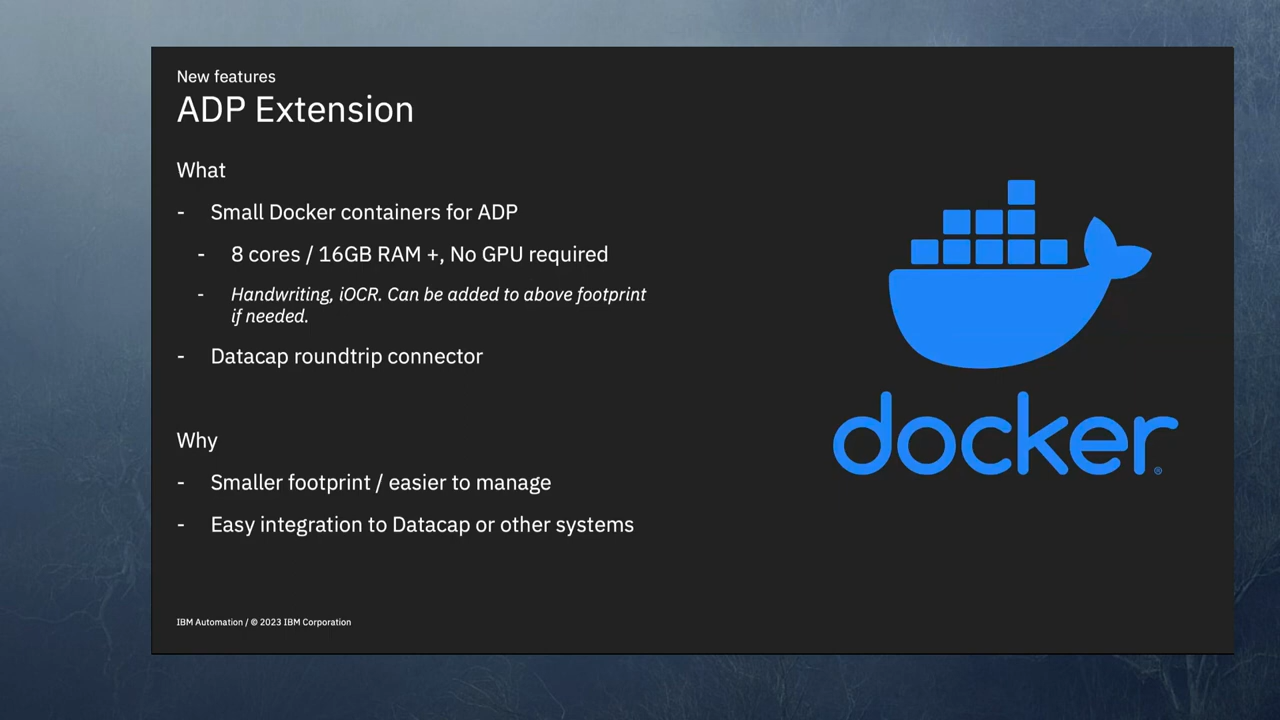 New features
ADP Extension
What
- Small Docker containers for ADP
- 8 cores / 16GB RAM +, No GPU required
- Handwriting, iOCR. Can be added to above footprint
if needed.
- Datacap roundtrip connector
Why
- Smaller footprint / easier to manage
- Easy integration to Datacap or other systems
docker®
IBM Automation / © 2023 IBM Corporation